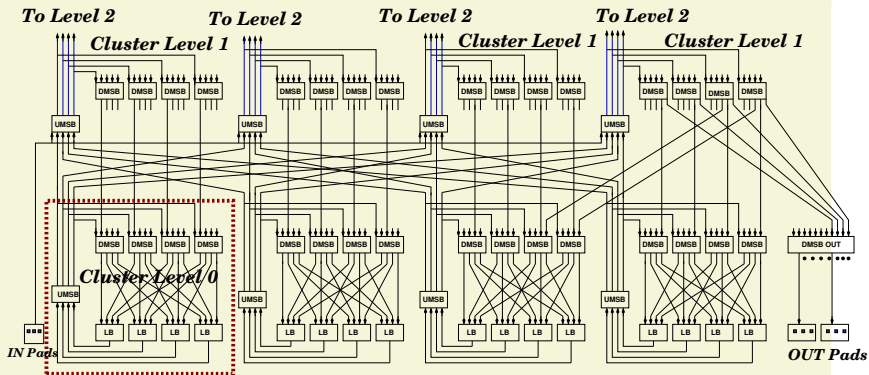 To Level 2 To Level 2 To Level 2 To Level 2
Cluster Level 1 Cluster Level 1 Cluster Level 1
DMSB DMSB DMSB DMSB DMSB DMSB DMSB DMSB DMSB DMSB DMSB DMSB DMSB DMSB DMSB DMSB
UMSB UMSB UMSB UMSB
DMSB DMSB DMSB DMSB DMSB DMSB DMSB DMSB DMSB DMSB DMSB DMSB DMSB DMSB DMSB DMSB DMSB OUT
Cluster Level 0
UMSB UMSB UMSB UMSB
LB LB LB LB LB LB LB LB LB LB LB LB LB LB LB LB
IN Pads OUT Pads